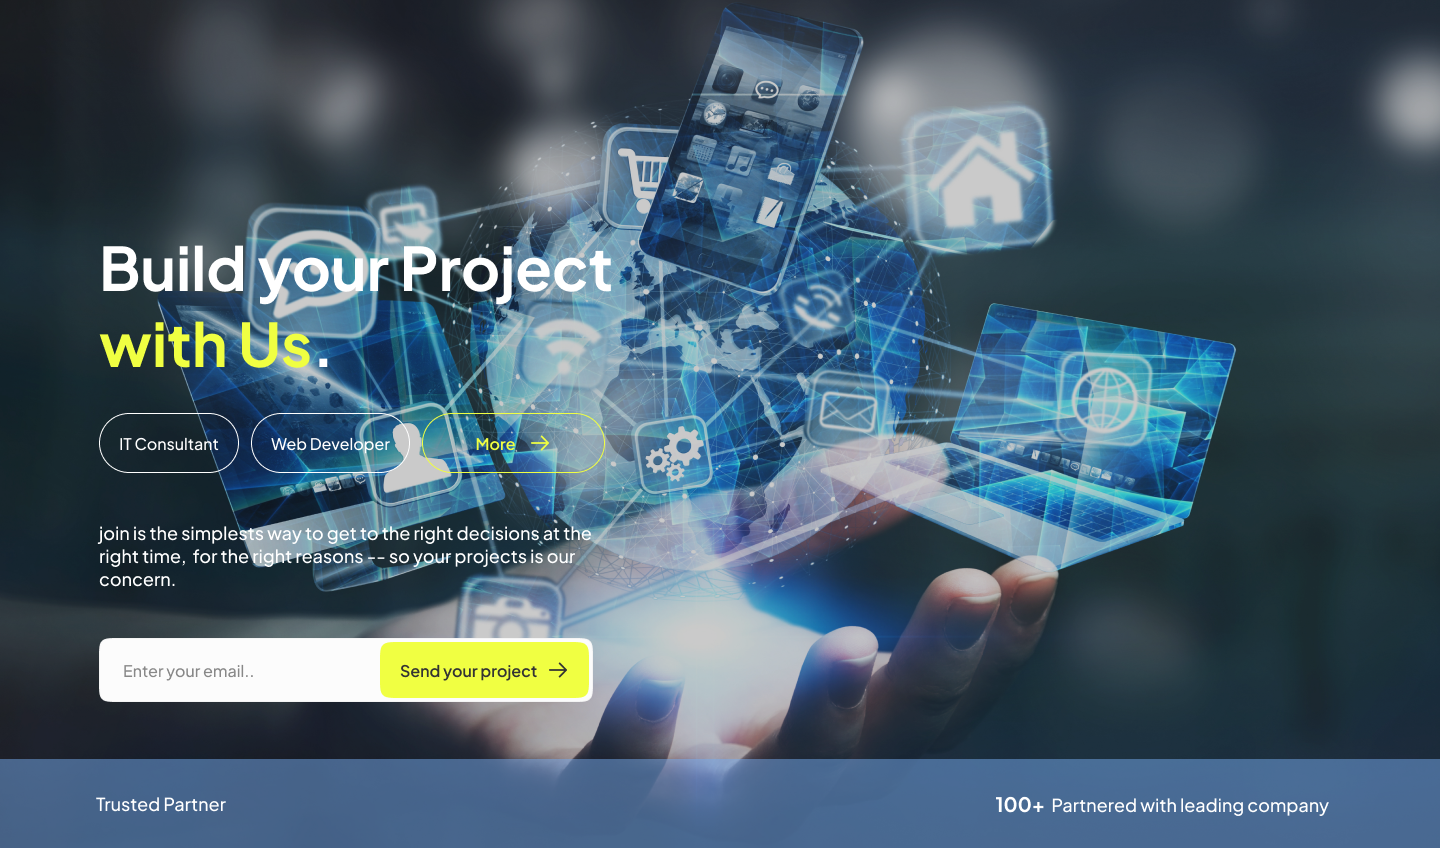 Build your Project
with Us.
IT Consultant
Web Developer
More
join is the simplests way to get to the right decisions at the
right time, for the right reasons -- so your projects is our
concern.
Enter your email..
Send your project
Trusted Partner
100+ Partnered with leading company